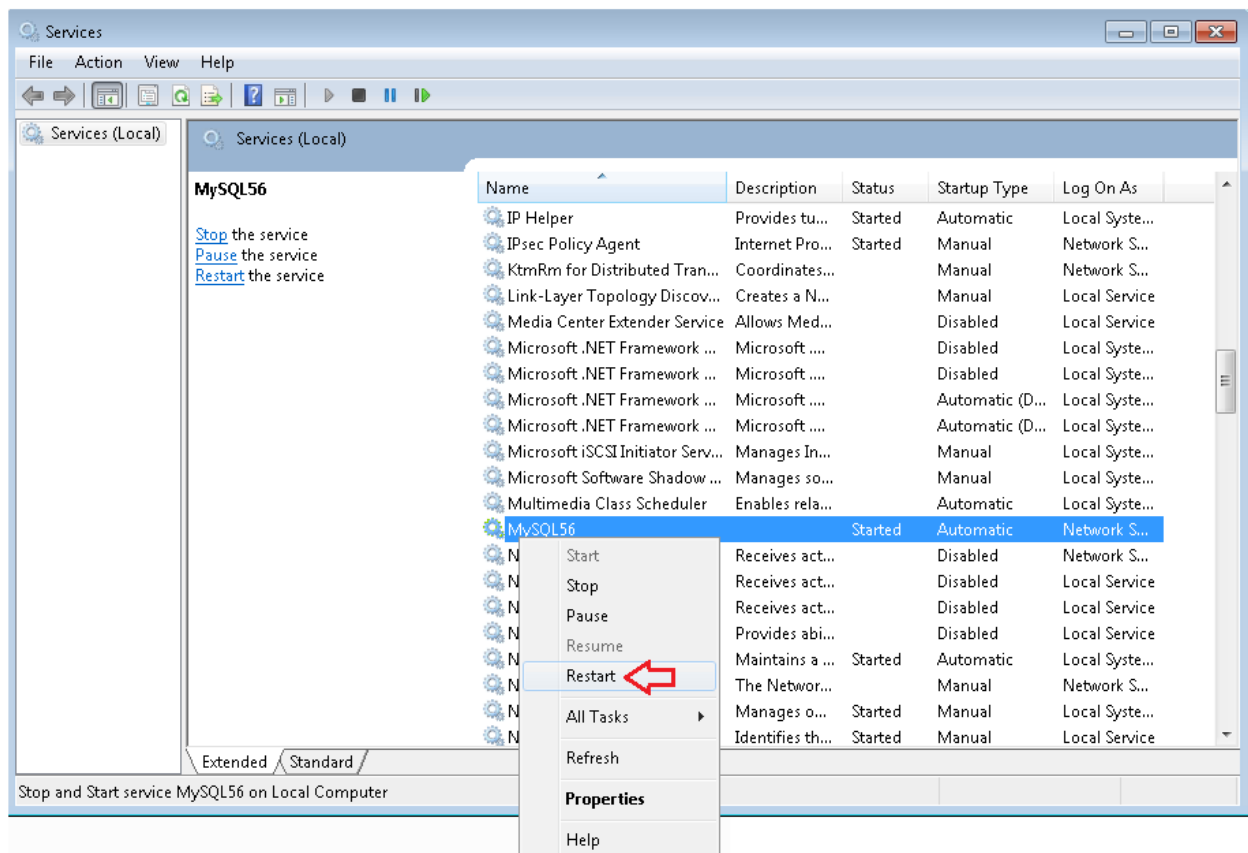 Services
File Action View Help
Services (Local)
Services (Local)
MySQL56
Stop the service
Pause the service
Restart the service
Name Description Status Startup Type Log On As
IP Helper Provides tu... Started Automatic Local Syste...
IPsec Policy Agent Internet Pro... Started Manual Network S...
KtmRm for Distributed Tran... Coordinates... Manual Network S...
Link-Layer Topology Discov... Creates a N... Manual Local Service
Media Center Extender Service Allows Med... Disabled Local Service
Microsoft .NET Framework ... Microsoft .... Disabled Local Syste...
Microsoft .NET Framework ... Microsoft .... Disabled Local Syste...
Microsoft .NET Framework ... Microsoft .... Automatic (D... Local Syste...
Microsoft .NET Framework ... Microsoft .... Automatic (D... Local Syste...
Microsoft iSCSI Initiator Serv... Manages In... Manual Local Syste...
Microsoft Software Shadow ... Manages so... Manual Local Syste...
Multimedia Class Scheduler Enables rela... Automatic Local Syste...
MySQL56 Started Automatic Network S...
N Receives act... Disabled Network S...
N Receives act... Disabled Local Service
N Receives act... Disabled Local Service
N Provides abi... Disabled Local Service
N Maintains a ... Started Automatic Local Syste...
N The Networ... Manual Network S...
N Manages o... Started Manual Local Syste...
N Identifies th... Started Manual Local Service
Start
Stop
Pause
Resume
Restart
All Tasks
Refresh
Properties
Help
Extended Standard
Stop and Start service MySQL56 on Local Computer